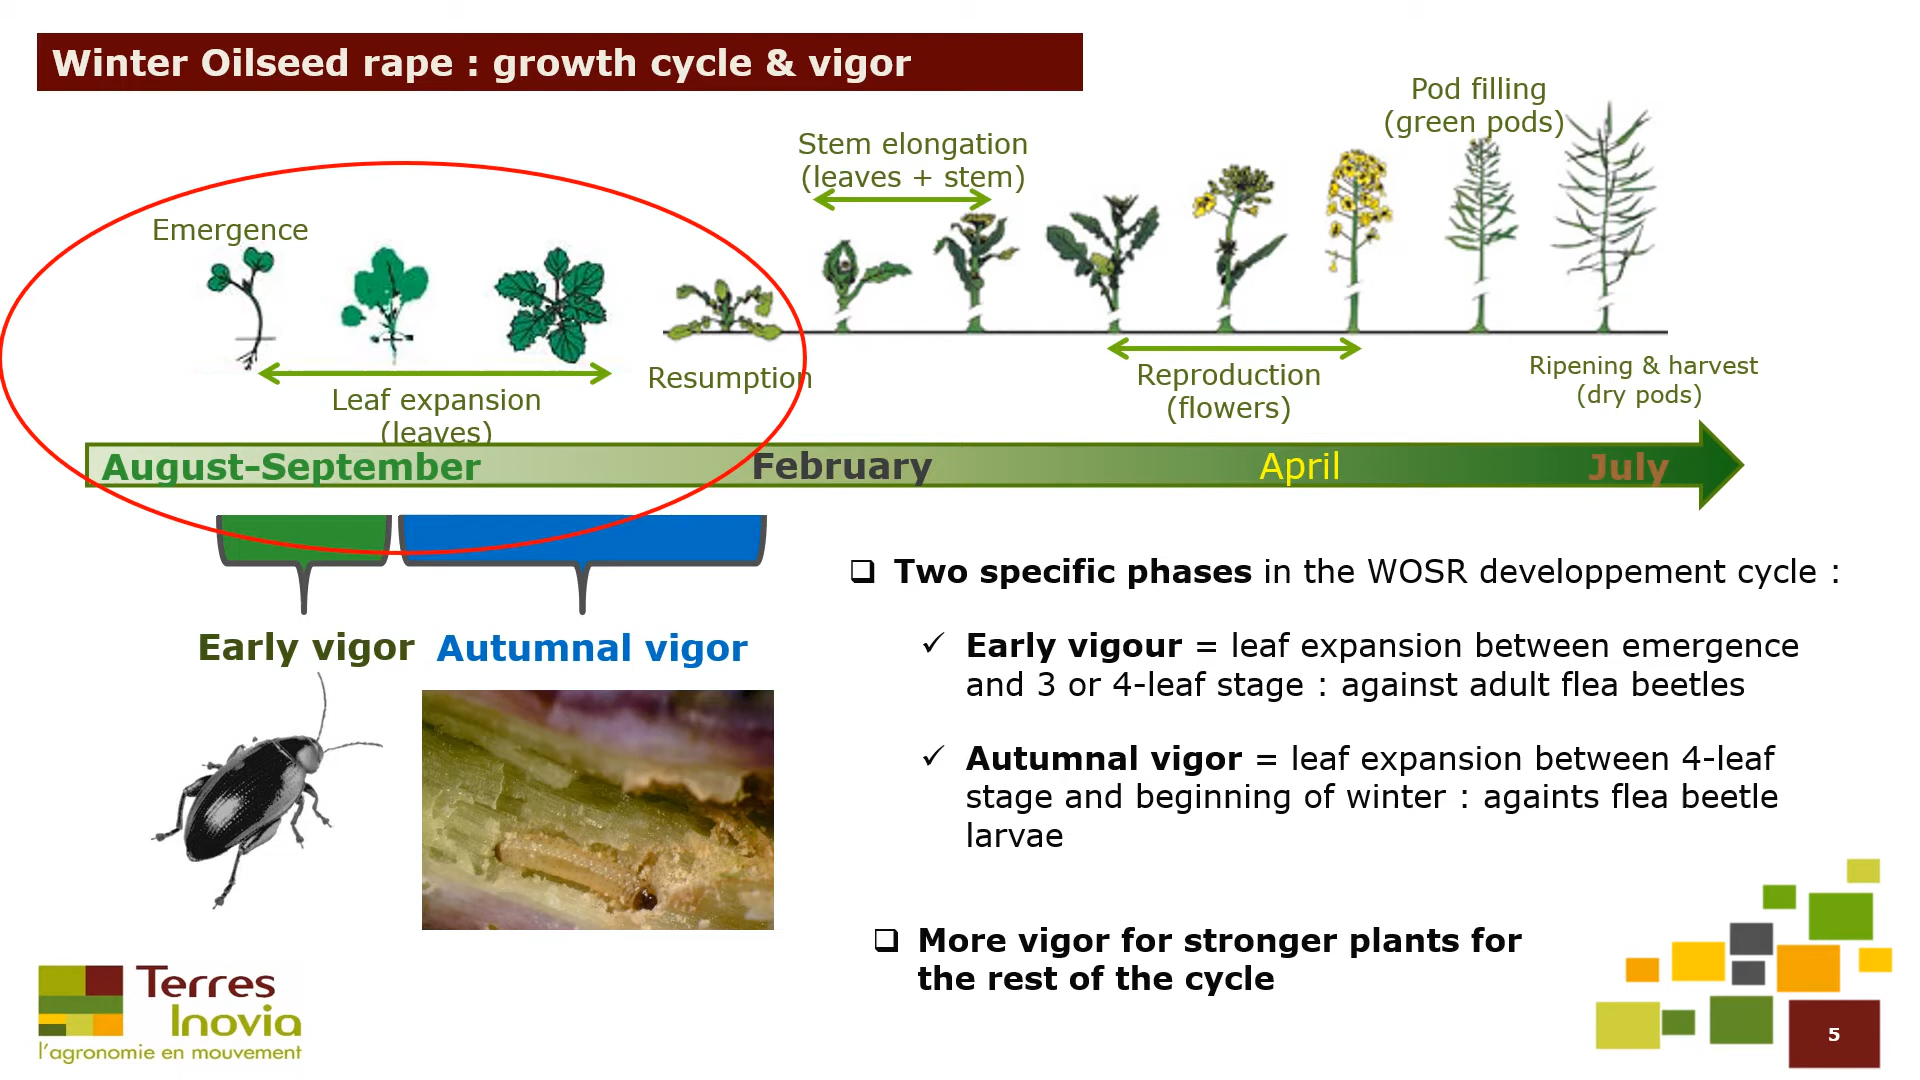 Winter Oilseed rape : growth cycle & vigor
Pod filling
(green pods)
Stem elongation
(leaves + stem)
Emergence
Leaf expansion
(leaves)
Resumption
Reproduction
(flowers)
Ripening & harvest
(dry pods)
August-September
February
April
July
Early vigor
Autumnal vigor
❑ Two specific phases in the WOSR developpement cycle :
✓ Early vigour = leaf expansion between emergence
and 3 or 4-leaf stage : against adult flea beetles
✓ Autumnal vigor = leaf expansion between 4-leaf
stage and beginning of winter : againts flea beetle
larvae
❑ More vigor for stronger plants for
the rest of the cycle
Terres
Inovia
l'agronomie en mouvement
5